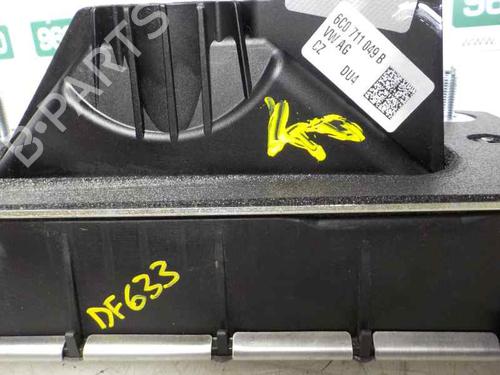 6C0 711 049 B
VW AG
CZ DU4
DF633
B-PARTS